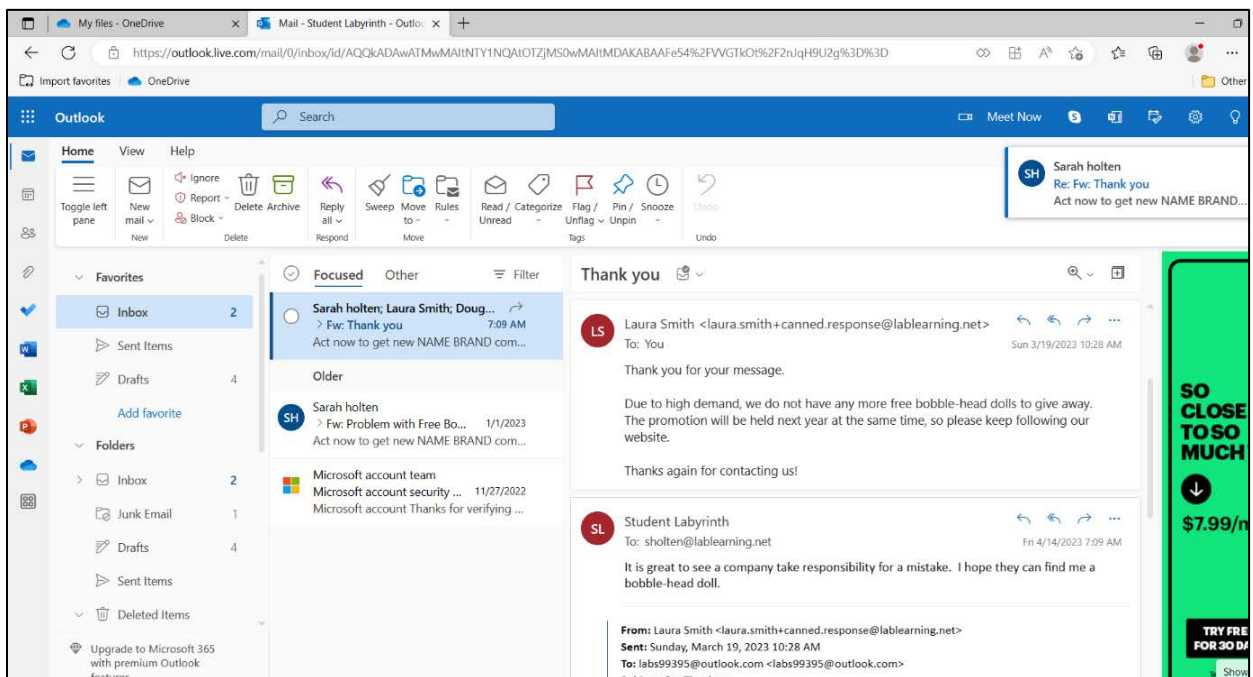 My files - OneDrive
Mail - Student Labyrinth - Outloo
https://outlook.live.com/mail/0/inbox/id/
Import favorites
OneDrive
Other
Outlook
Search
Meet Now
Home View Help
Toggle left pane
New mail
Ignore
Report
Block
Delete
Archive
Reply all
Sweep
Move to
Rules
Read / Unread
Categorize
Flag / Unflag
Pin / Unpin
Snooze
Undo
New
Delete
Respond
Move
Tags
Undo
SH
Sarah holten
Re: Fw: Thank you
Act now to get new NAME BRAND...
Favorites
Inbox 2
Sent Items
Drafts 4
Add favorite
Folders
Inbox 2
Junk Email 1
Drafts 4
Sent Items
Deleted Items
Upgrade to Microsoft 365
with premium Outlook
features
Focused Other Filter
Sarah holten; Laura Smith; Doug...
> Fw: Thank you 7:09 AM
Act now to get new NAME BRAND com...
Older
SH
Sarah holten
> Fw: Problem with Free Bo... 1/1/2023
Act now to get new NAME BRAND com...
Microsoft account team
Microsoft account security ... 11/27/2022
Microsoft account Thanks for verifying ...
Thank you
LS
Laura Smith <laura.smith+canned.response@lablearning.net>
To: You
Sun 3/19/2023 10:28 AM
Thank you for your message.
Due to high demand, we do not have any more free bobble-head dolls to give away.
The promotion will be held next year at the same time, so please keep following our
website.
Thanks again for contacting us!
SL
Student Labyrinth
To: sholten@lablearning.net
Fri 4/14/2023 7:09 AM
It is great to see a company take responsibility for a mistake. I hope they can find me a
bobble-head doll.
From: Laura Smith <laura.smith+canned.response@lablearning.net>
Sent: Sunday, March 19, 2023 10:28 AM
To: labs99395@outlook.com <labs99395@outlook.com>
SO
CLOSE
TO SO
MUCH
$7.99/m
TRY FRE
FOR 30 DA
Show